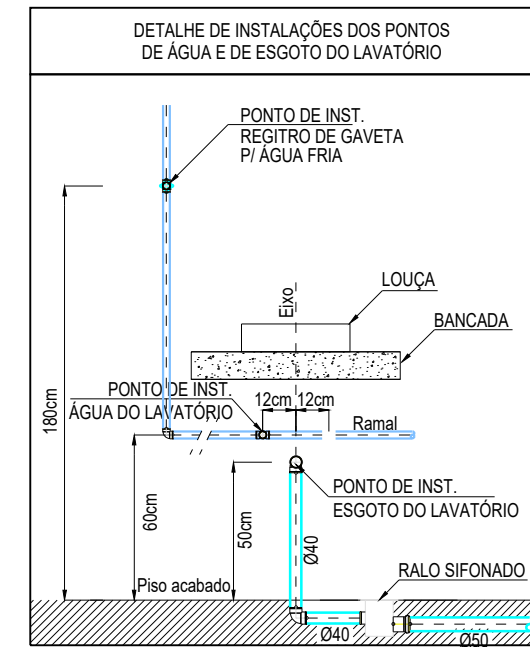 DETALHE DE INSTALAÇÕES DOS PONTOS
DE ÁGUA E DE ESGOTO DO LAVATÓRIO
PONTO DE INST.
REGITRO DE GAVETA
P/ ÁGUA FRIA
LOUÇA
Eixo
BANCADA
PONTO DE INST.
ÁGUA DO LAVATÓRIO
12cm
12cm
Ramal
180cm
60cm
50cm
PONTO DE INST.
ESGOTO DO LAVATÓRIO
Ø40
RALO SIFONADO
Piso acabado
Ø40
Ø50